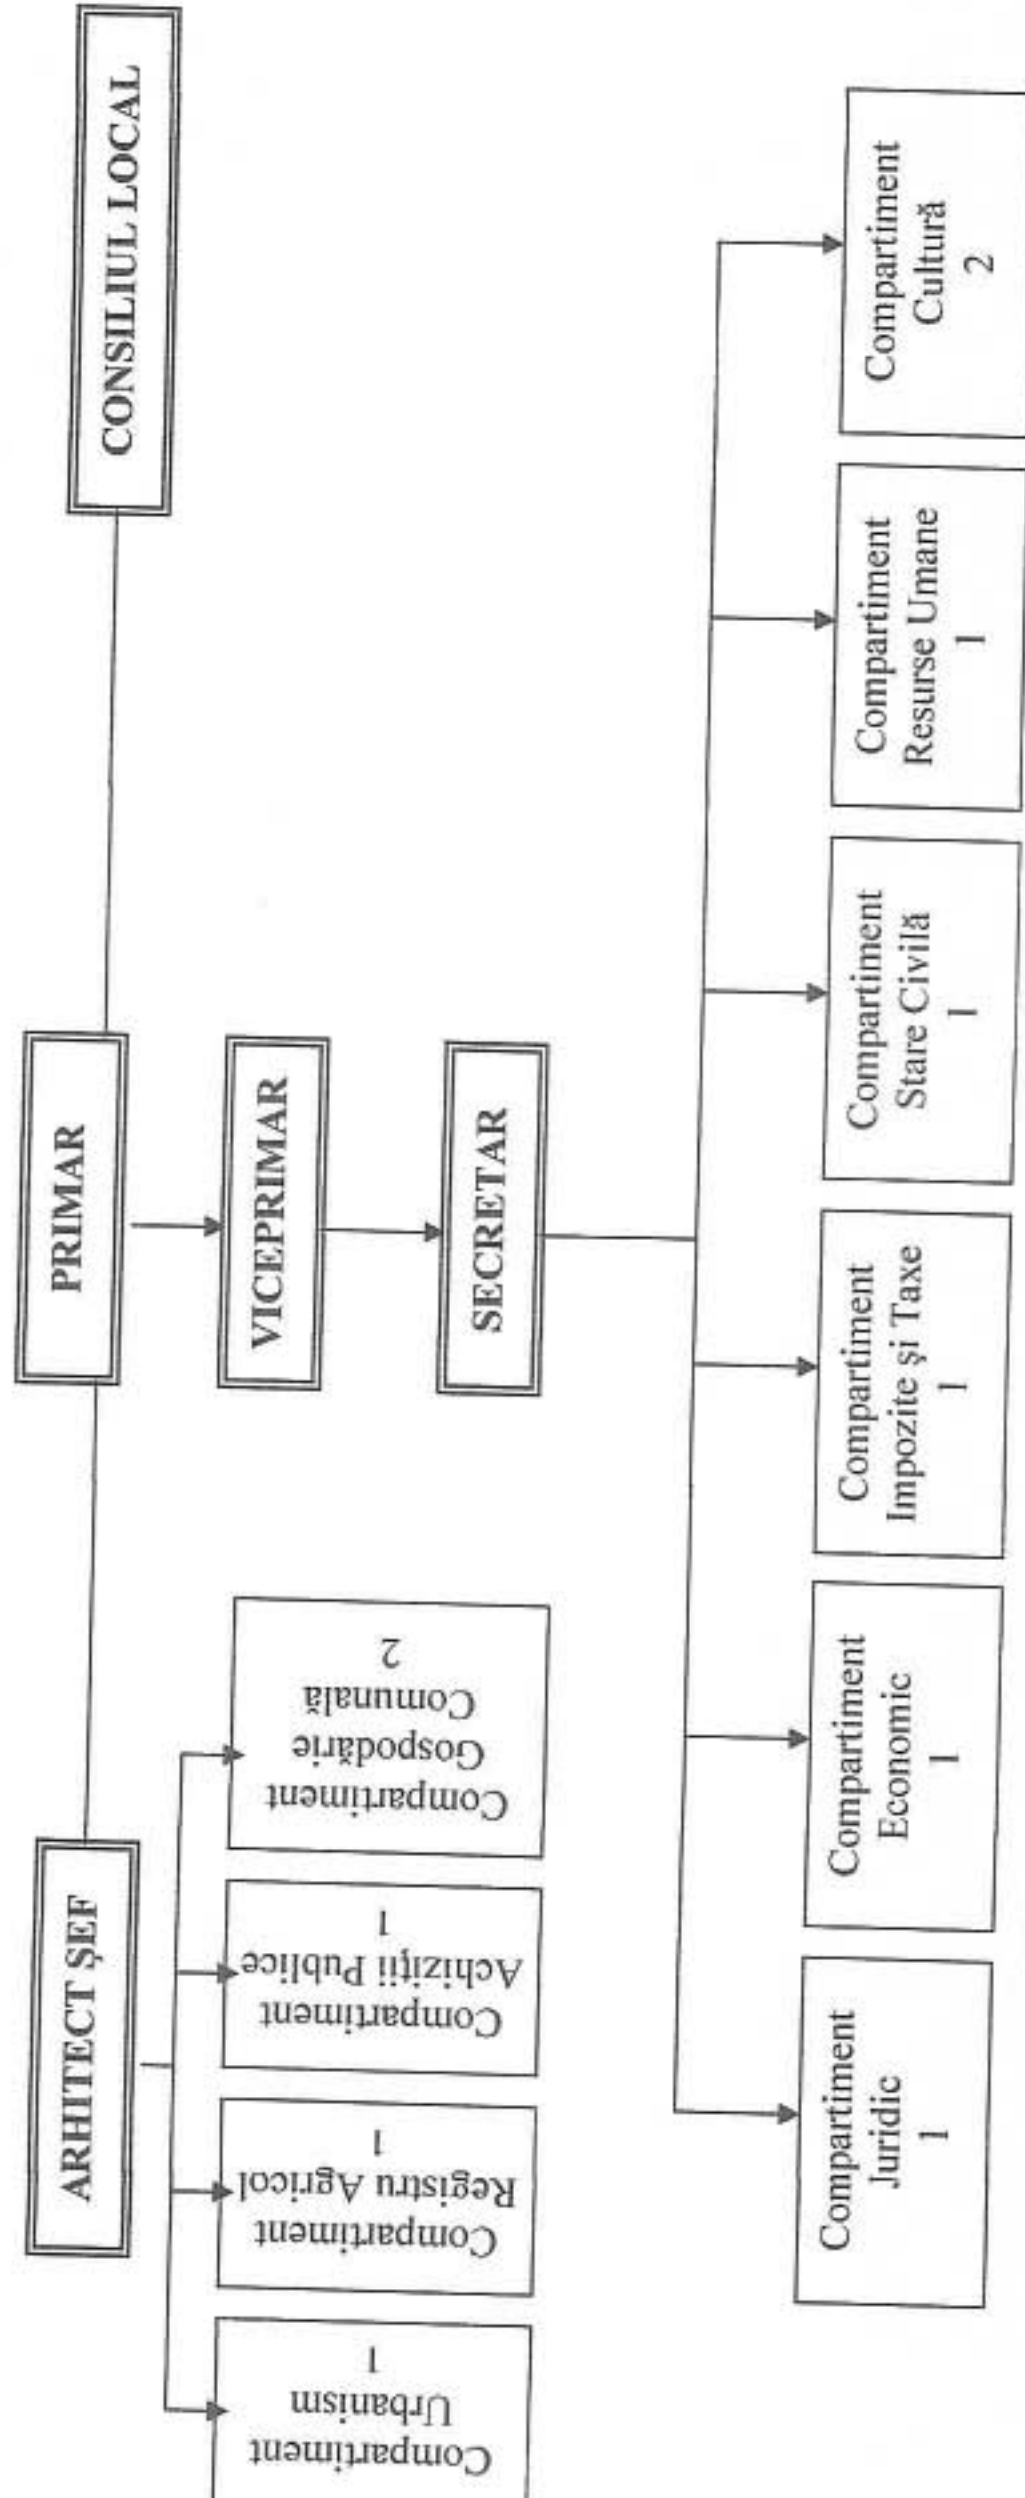 CONSILIUL LOCAL
PRIMAR
ARHITECT ŞEF
VICEPRIMAR
SECRETAR
Compartiment
Urbanism
1
Compartiment
Registru Agricol
1
Compartiment
Achiziţii Publice
1
Compartiment
Gospodărie
Comunală
2
Compartiment
Juridic
1
Compartiment
Economic
1
Compartiment
Impozite şi Taxe
1
Compartiment
Stare Civilă
1
Compartiment
Resurse Umane
1
Compartiment
Cultură
2